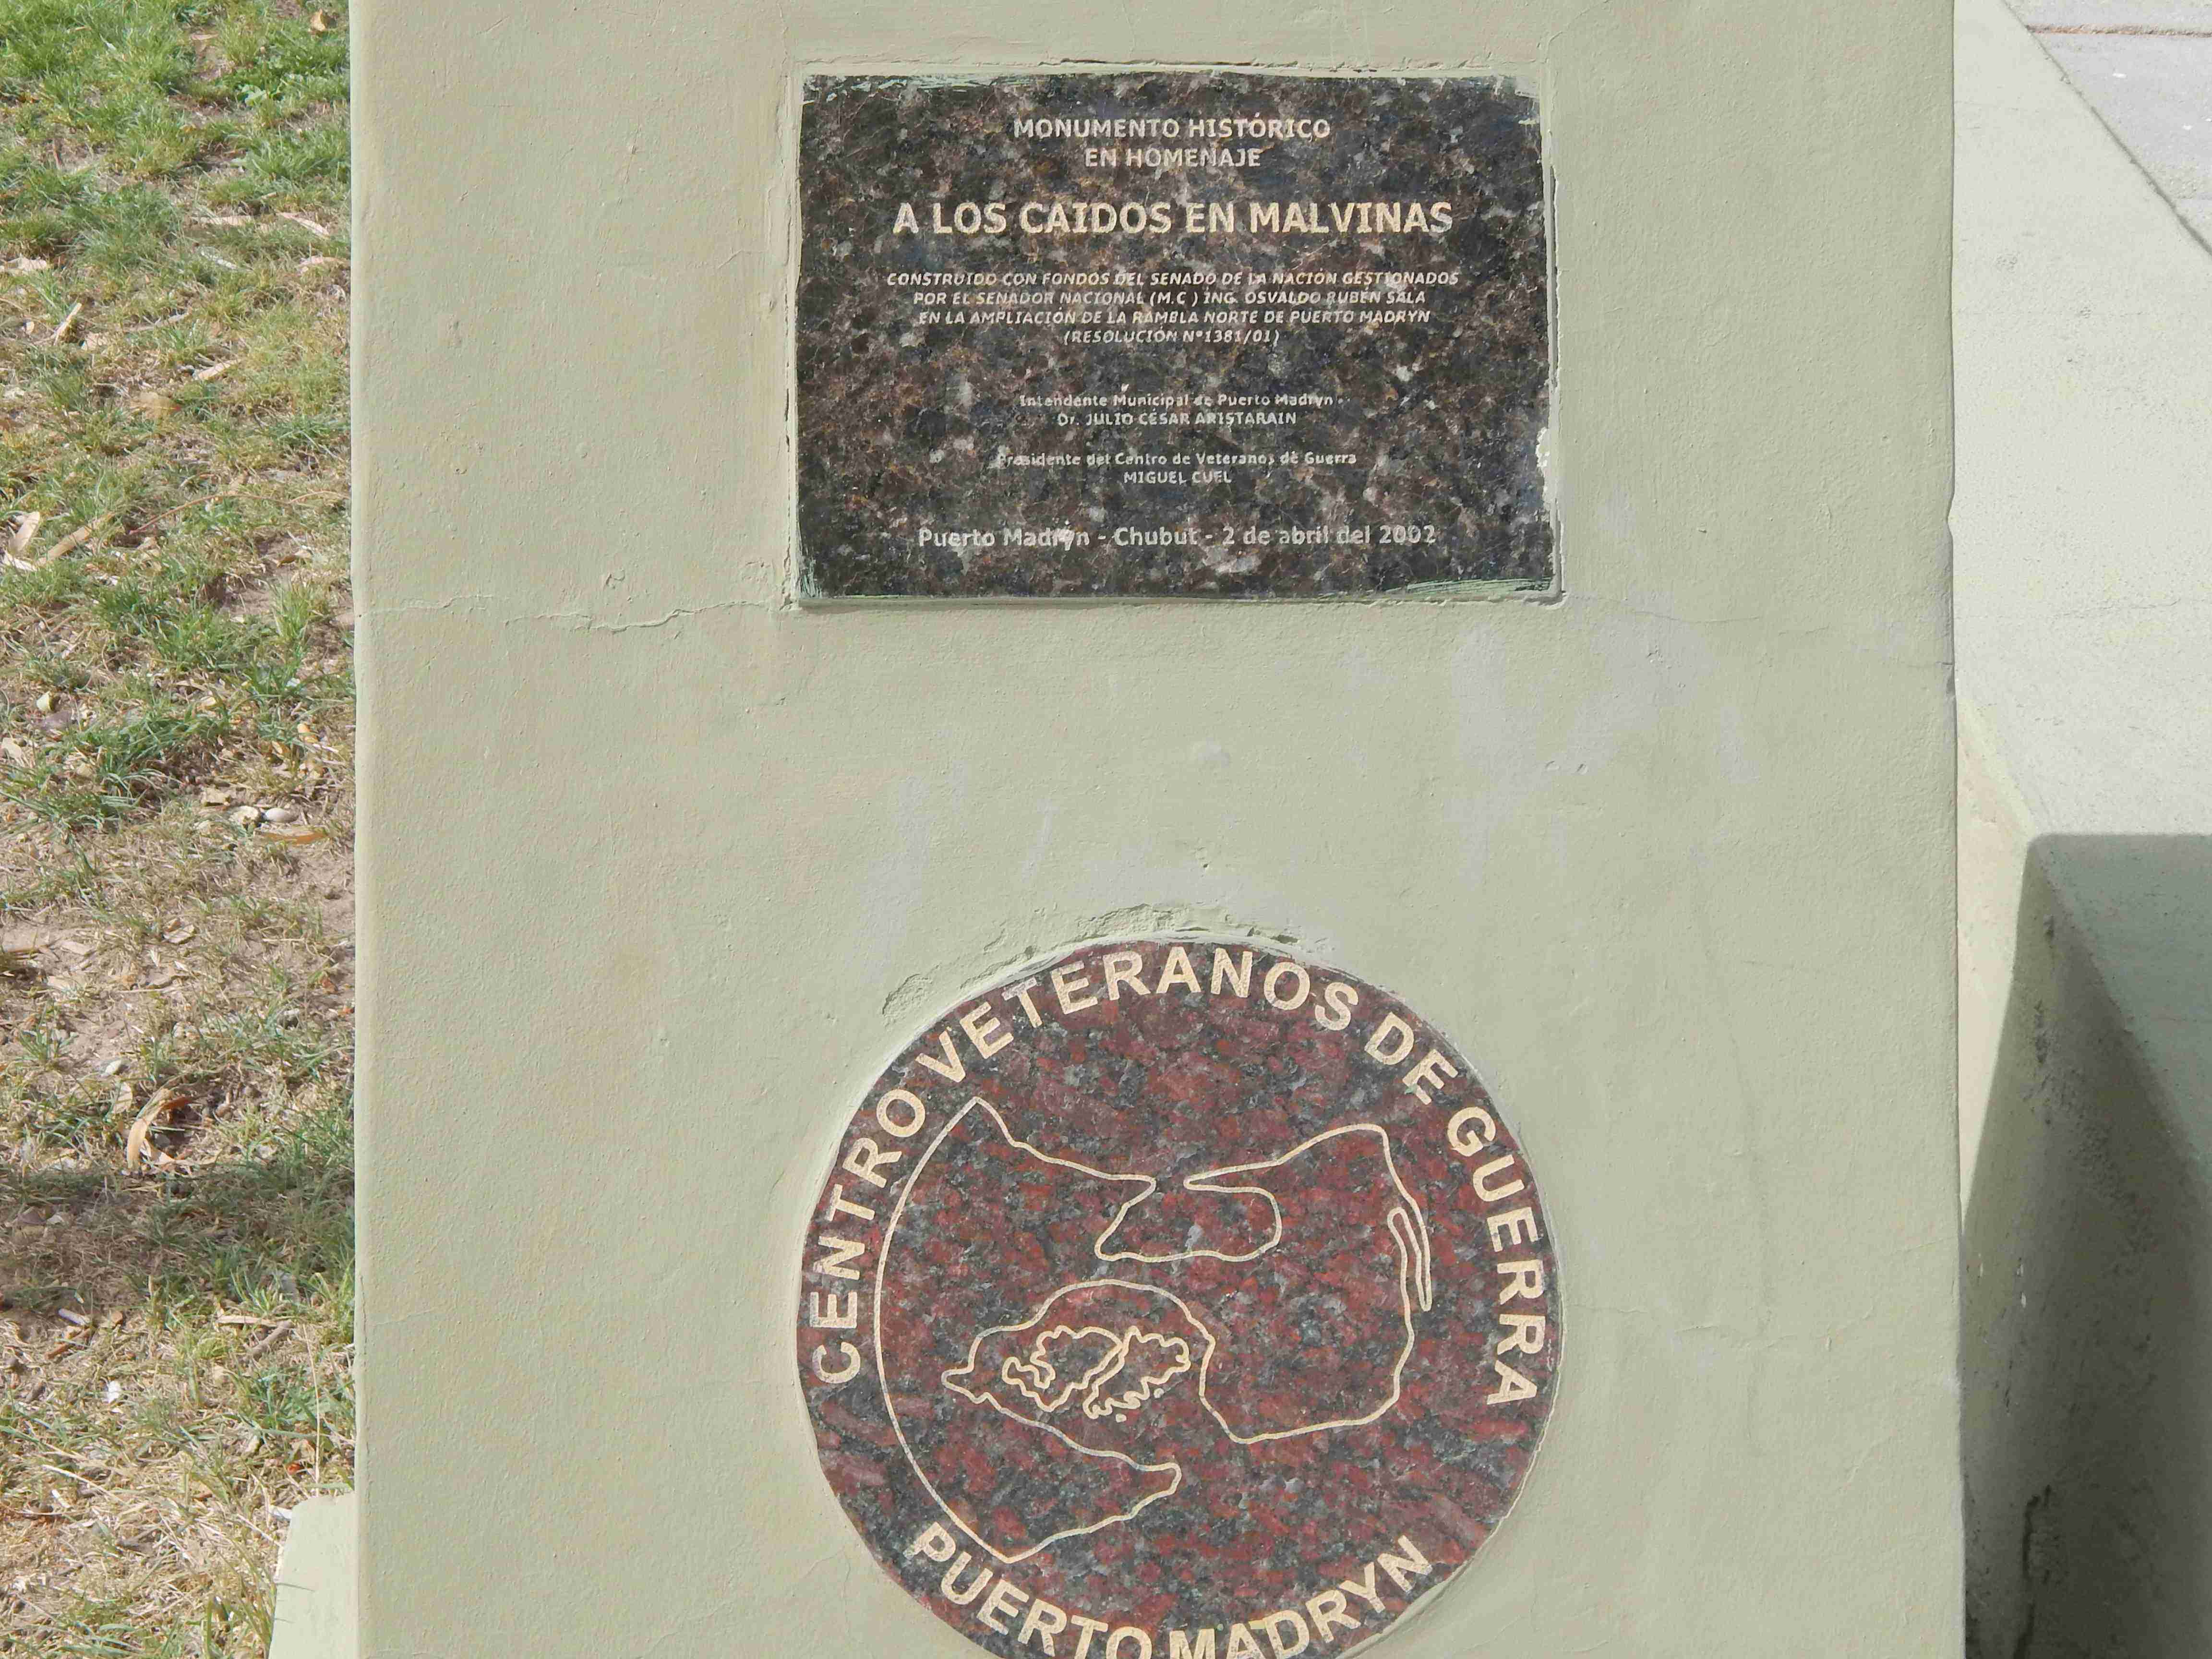 MONUMENTO HISTÓRICO
EN HOMENAJE
A LOS CAIDOS EN MALVINAS
CONSTRUIDO CON FONDOS DEL SENADO DE LA NACIÓN GESTIONADOS
POR EL SENADOR NACIONAL (M.C ) ING. OSVALDO RUBÉN SALA
EN LA AMPLIACIÓN DE LA RAMBLA NORTE DE PUERTO MADRYN
(RESOLUCIÓN Nº1381/01)
Intendente Municipal de Puerto Madryn
Dr. JULIO CÉSAR ARISTARAIN
Presidente del Centro de Veteranos de Guerra
MIGUEL CUEL
Puerto Madryn - Chubut - 2 de abril del 2002
CENTRO VETERANOS DE GUERRA
PUERTO MADRYN